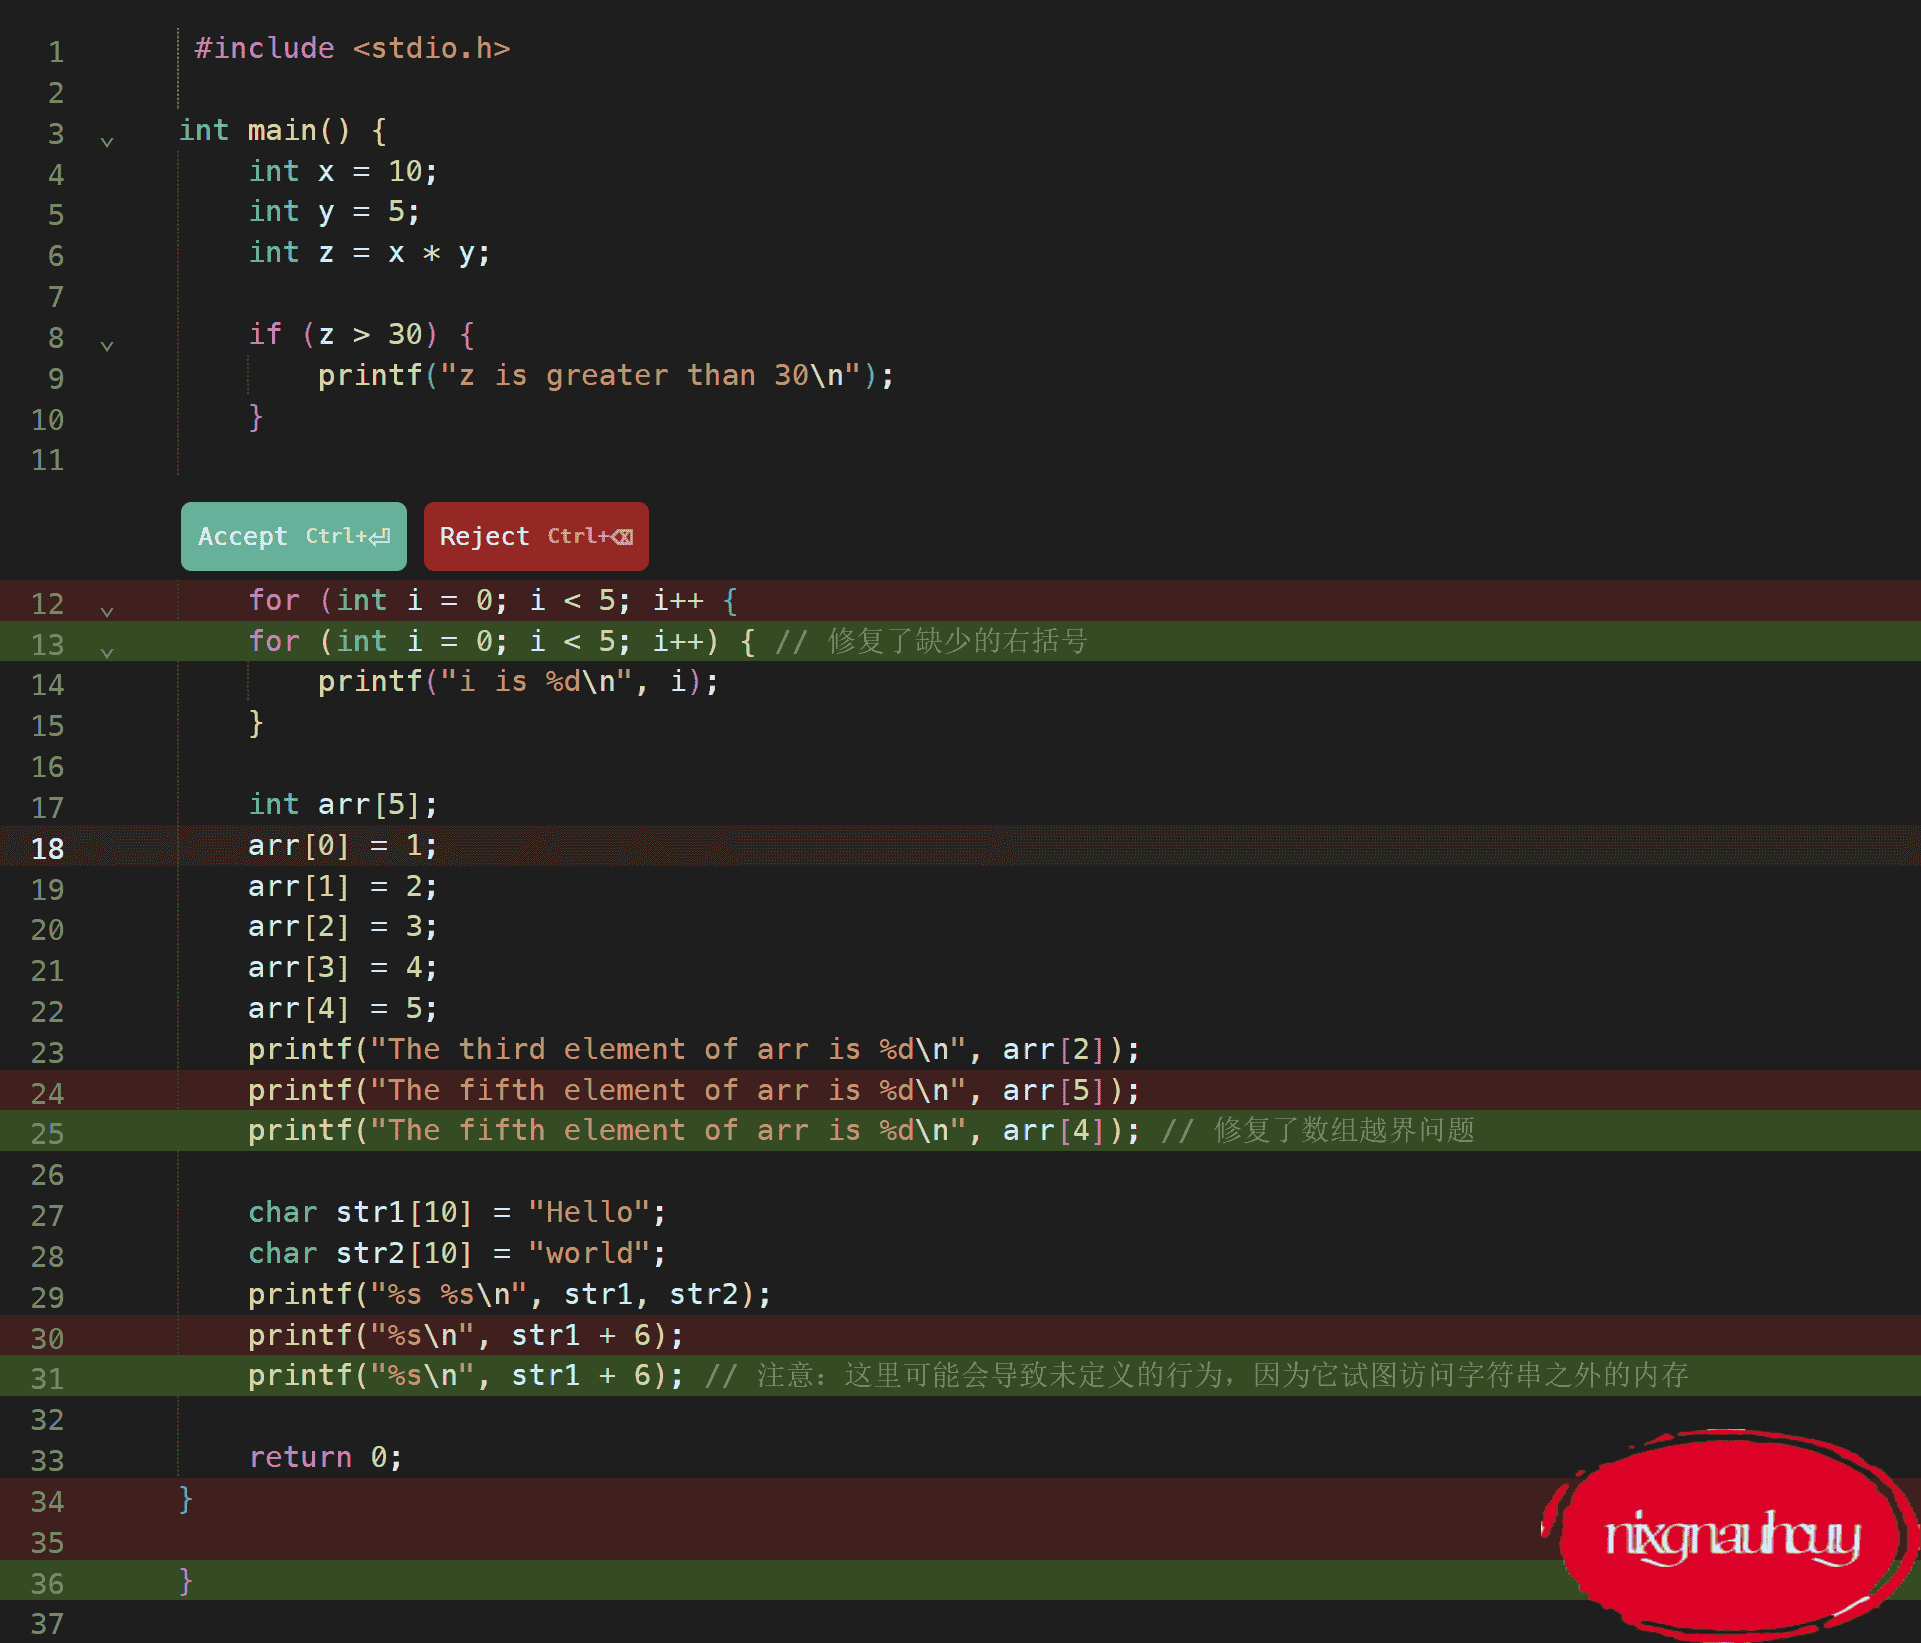 1 #include <stdio.h>
2
3 int main() {
4     int x = 10;
5     int y = 5;
6     int z = x * y;
7
8     if (z > 30) {
9         printf("z is greater than 30\n");
10     }
11
Accept Ctrl+⏎ Reject Ctrl+⌫
12     for (int i = 0; i < 5; i++ {
13     for (int i = 0; i < 5; i++) { // 修复了缺少的右括号
14         printf("i is %d\n", i);
15     }
16
17     int arr[5];
18     arr[0] = 1;
19     arr[1] = 2;
20     arr[2] = 3;
21     arr[3] = 4;
22     arr[4] = 5;
23     printf("The third element of arr is %d\n", arr[2]);
24     printf("The fifth element of arr is %d\n", arr[5]);
25     printf("The fifth element of arr is %d\n", arr[4]); // 修复了数组越界问题
26
27     char str1[10] = "Hello";
28     char str2[10] = "world";
29     printf("%s %s\n", str1, str2);
30     printf("%s\n", str1 + 6);
31     printf("%s\n", str1 + 6); // 注意：这里可能会导致未定义的行为，因为它试图访问字符串之外的内存
32
33     return 0;
34 }
35
36 }
37
nixgnauhcuy